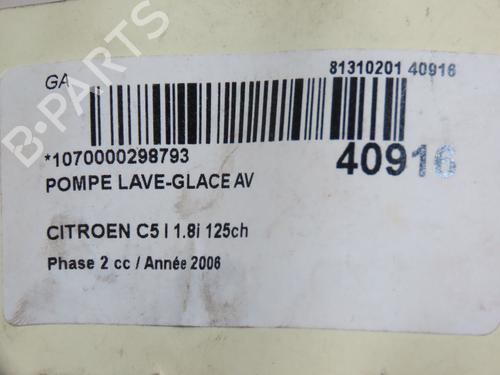 GA
81310201 40916
*1070000298793
40916
POMPE LAVE-GLACE AV
CITROEN C5 I 1.8i 125ch
Phase 2 cc / Année 2006
B-PARTS